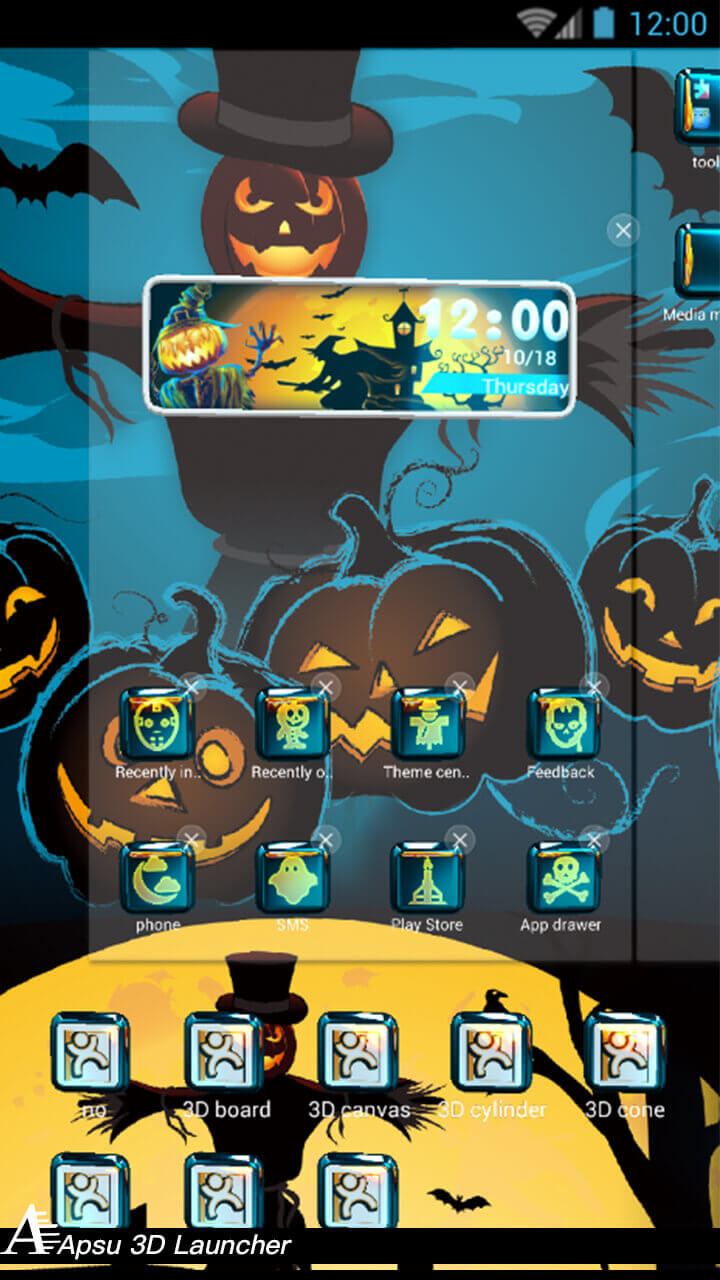 12:00
tool
12:00
10/18
Thursday
Media m
Recently in..
Recently o..
Theme cen..
Feedback
phone
SMS
Play Store
App drawer
no
3D board
3D canvas
3D cylinder
3D cone
Apsu 3D Launcher